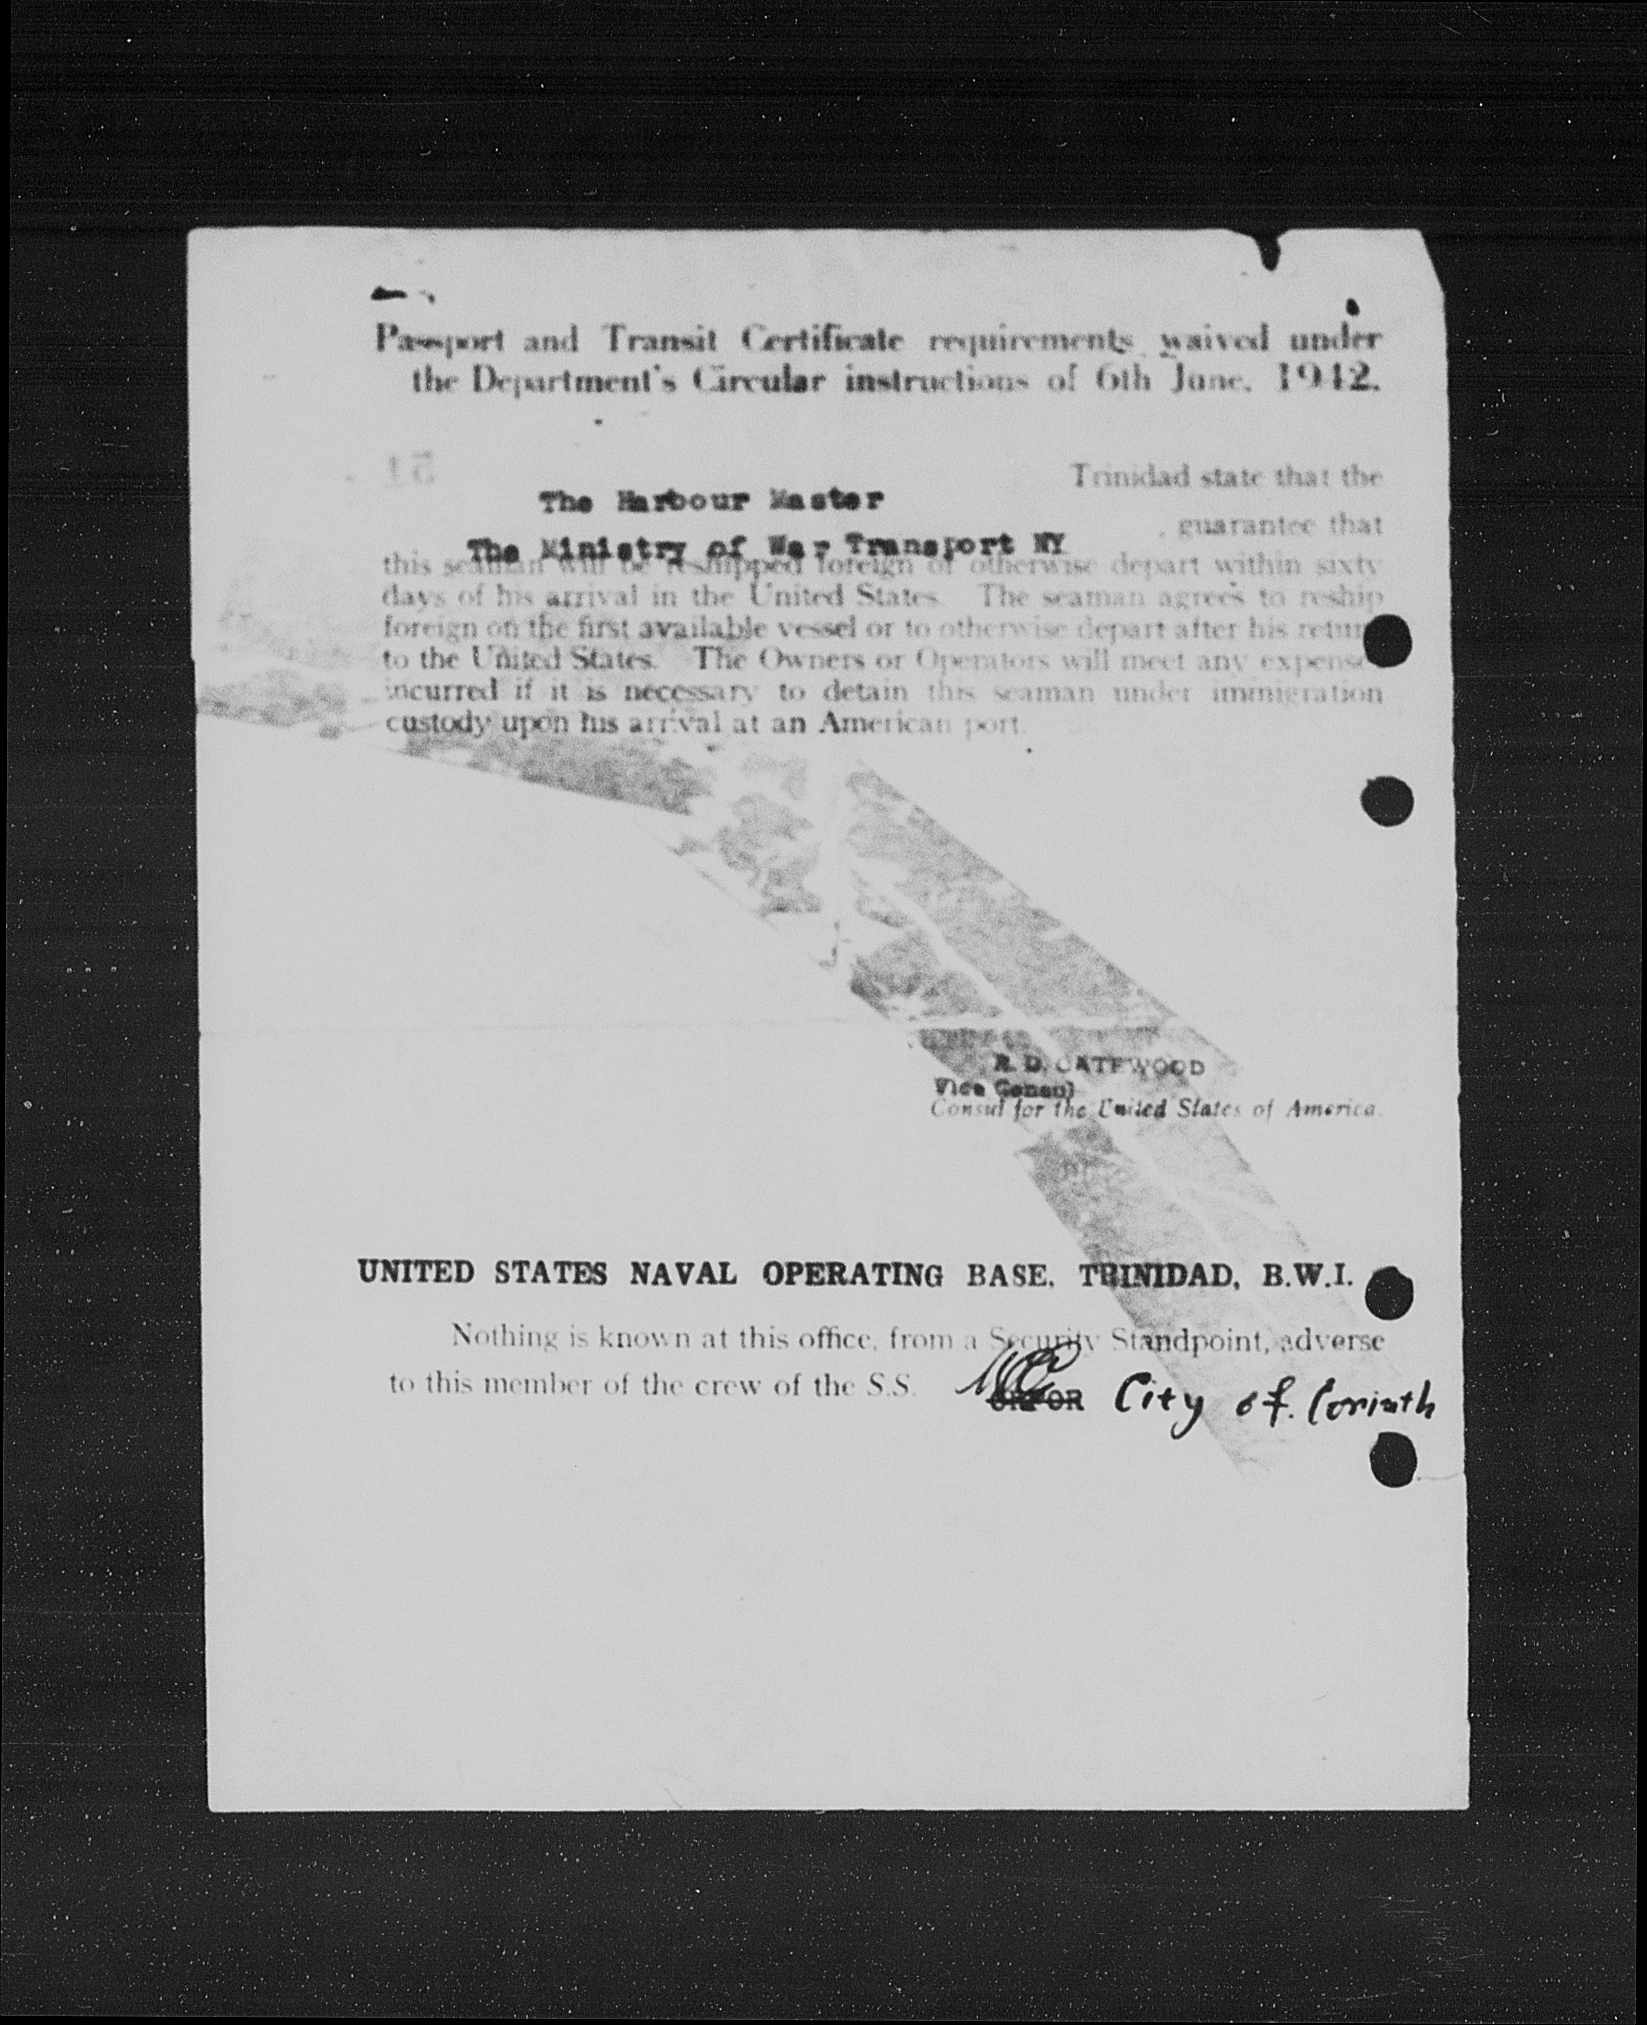 Passport and Transit Certificate requirements waived under
the Department's Circular instructions of 6th June, 1942.
Trinidad state that the
The Harbour Master
, guarantee that
The Ministry of War Transport NY
this seaman will be reshipped foreign or otherwise depart within sixty
days of his arrival in the United States. The seaman agrees to reship
foreign on the first available vessel or to otherwise depart after his return
to the United States. The Owners or Operators will meet any expenses
incurred if it is necessary to detain this seaman under immigration
custody upon his arrival at an American port.
R. D. GATEWOOD
Vice Consul
Consul for the United States of America.
UNITED STATES NAVAL OPERATING BASE, TRINIDAD, B.W.I.
Nothing is known at this office, from a Security Standpoint, adverse
to this member of the crew of the S.S. City of Corinth